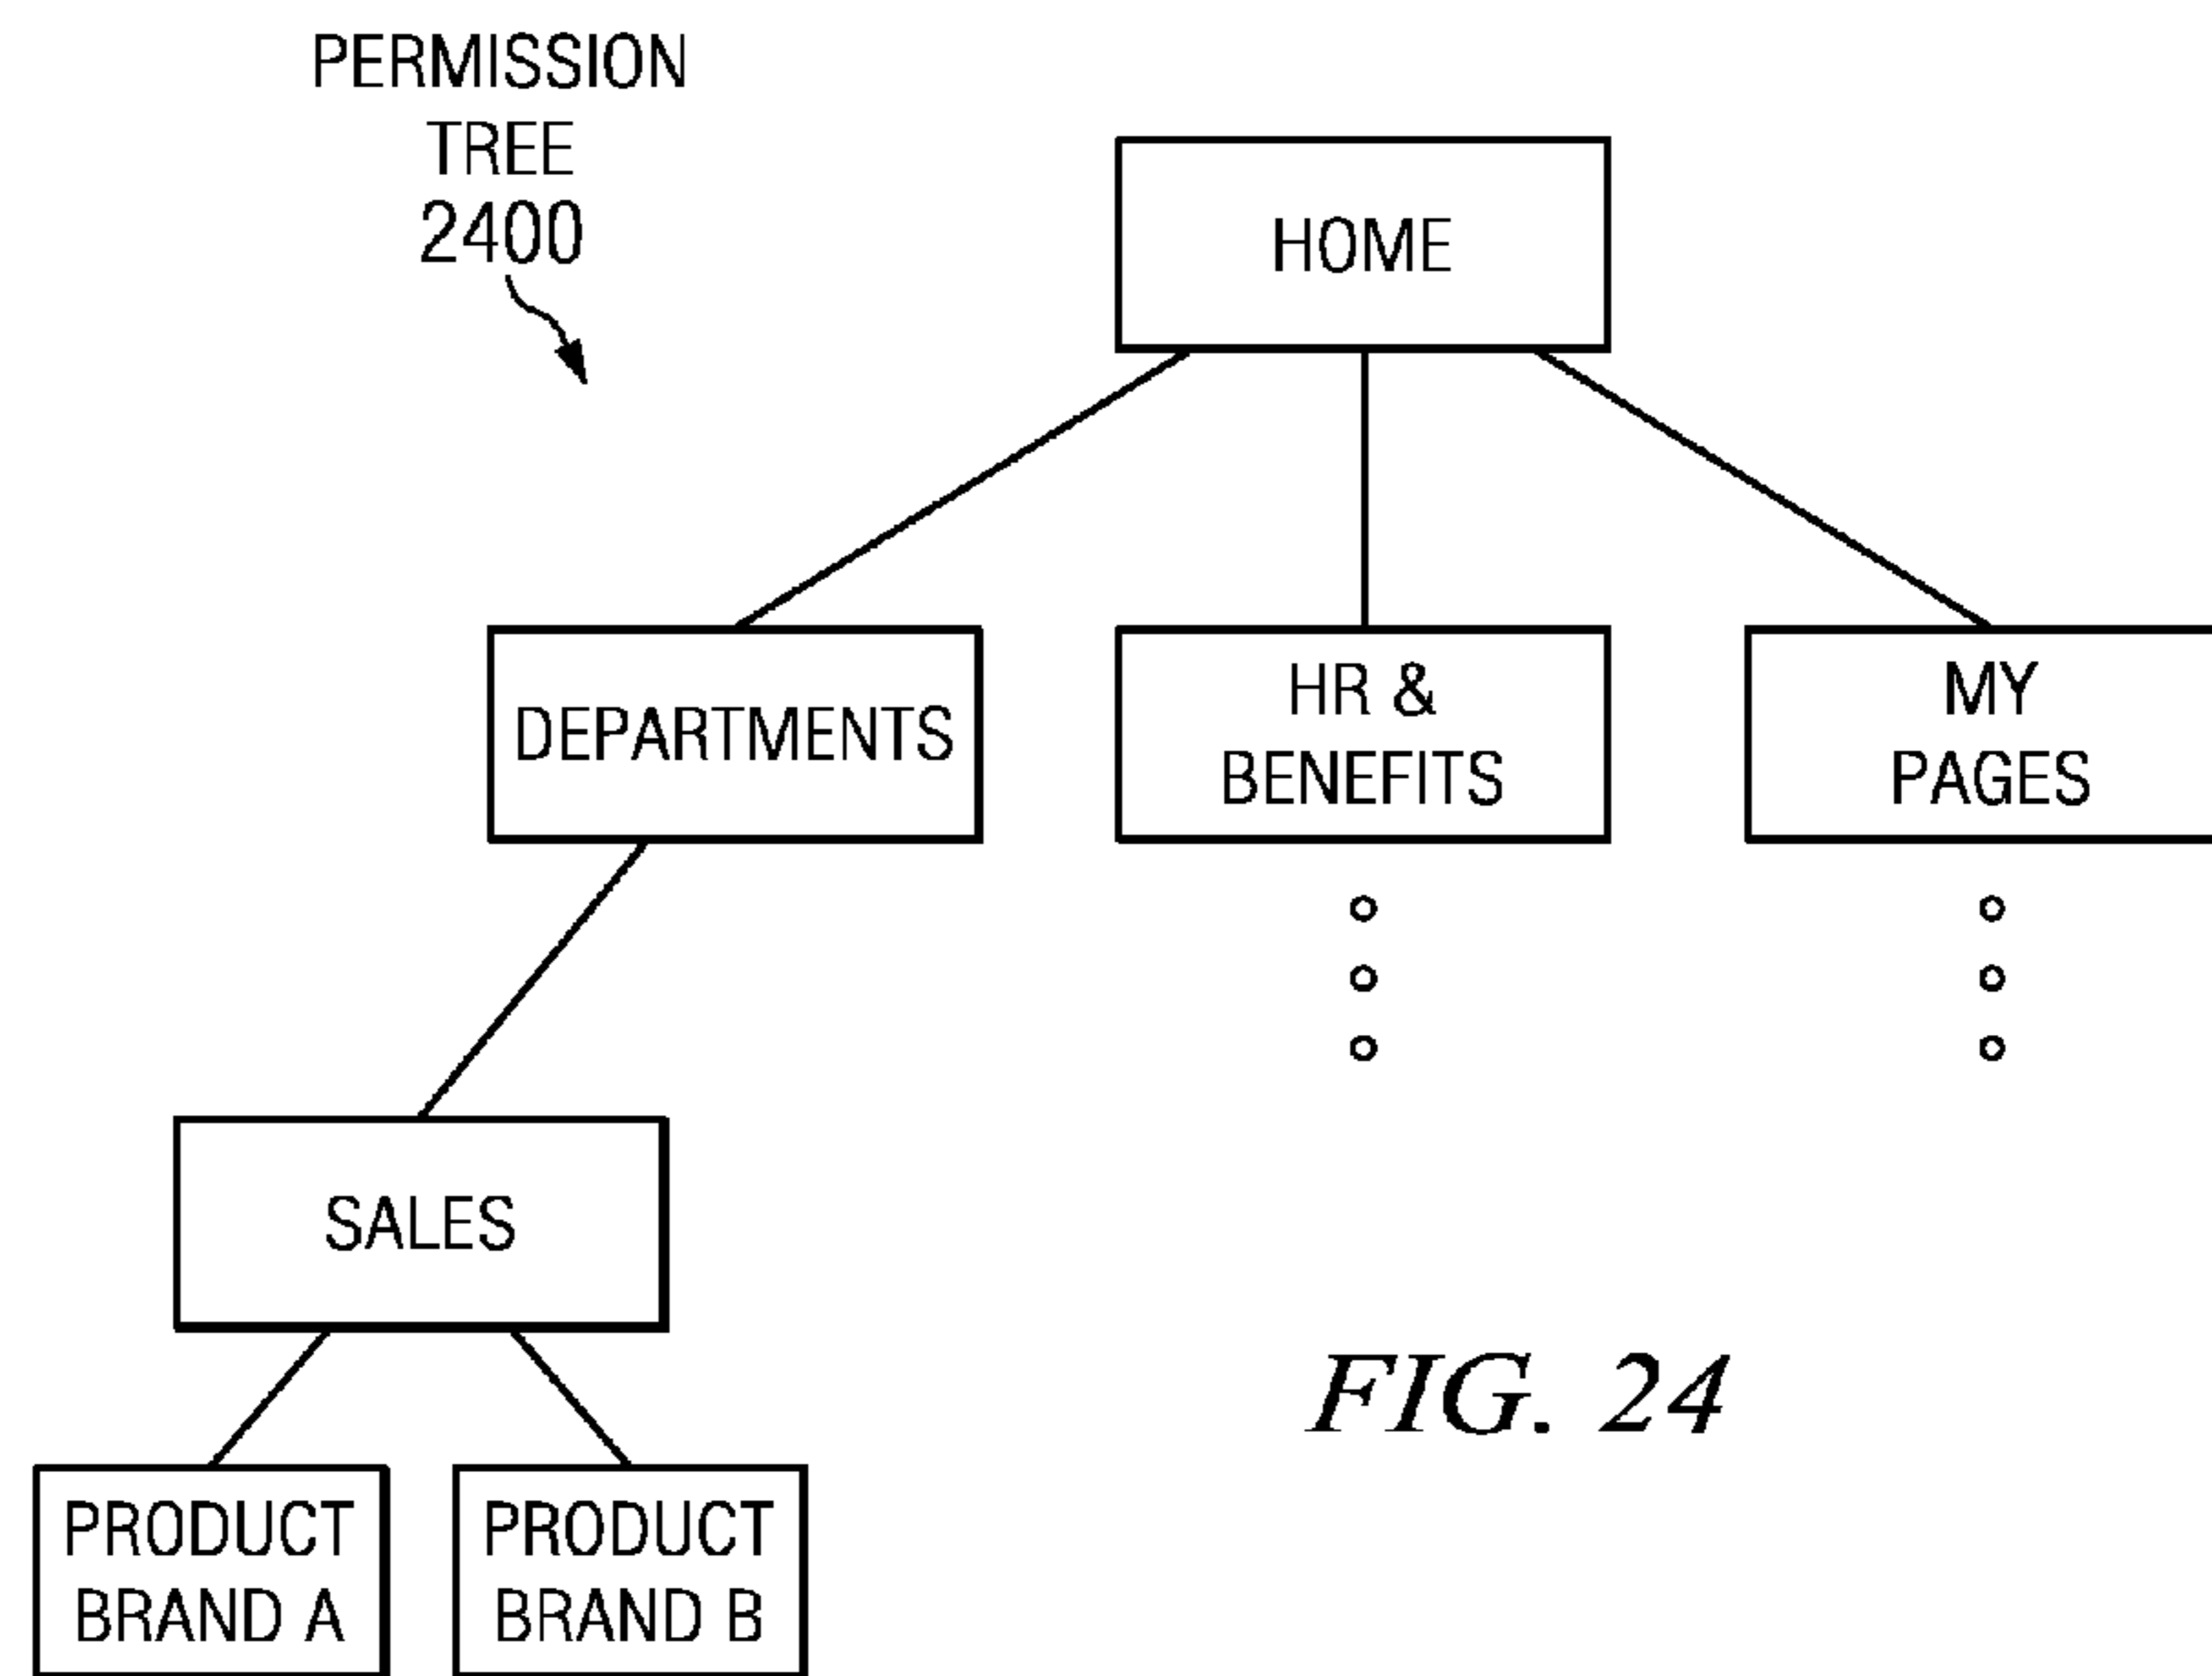 PERMISSION
TREE
2400
HOME
DEPARTMENTS
HR &
BENEFITS
MY
PAGES
SALES
PRODUCT
BRAND A
PRODUCT
BRAND B
FIG. 24